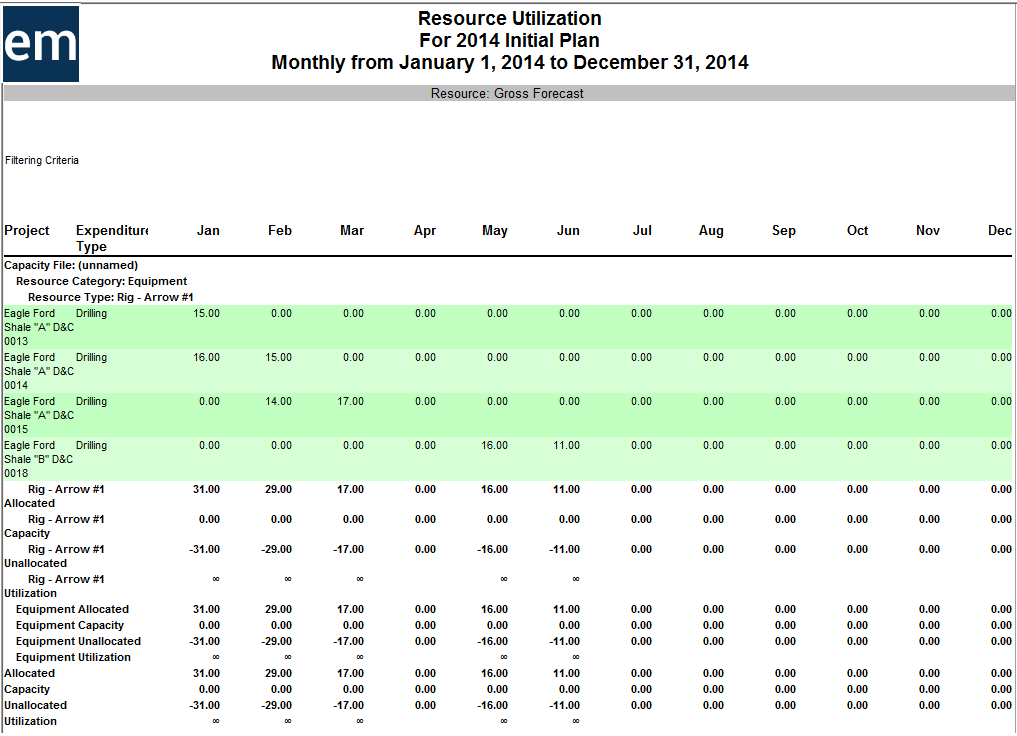 em
Resource Utilization
For 2014 Initial Plan
Monthly from January 1, 2014 to December 31, 2014
Resource: Gross Forecast
Filtering Criteria
Project Expenditure Jan Feb Mar Apr May Jun Jul Aug Sep Oct Nov Dec
Type
Capacity File: (unnamed)
Resource Category: Equipment
Resource Type: Rig - Arrow #1
Eagle Ford Drilling 15.00 0.00 0.00 0.00 0.00 0.00 0.00 0.00 0.00 0.00 0.00 0.00
Shale "A" D&C
0013
Eagle Ford Drilling 16.00 15.00 0.00 0.00 0.00 0.00 0.00 0.00 0.00 0.00 0.00 0.00
Shale "A" D&C
0014
Eagle Ford Drilling 0.00 14.00 17.00 0.00 0.00 0.00 0.00 0.00 0.00 0.00 0.00 0.00
Shale "A" D&C
0015
Eagle Ford Drilling 0.00 0.00 0.00 0.00 16.00 11.00 0.00 0.00 0.00 0.00 0.00 0.00
Shale "B" D&C
0018
Rig - Arrow #1 31.00 29.00 17.00 0.00 16.00 11.00 0.00 0.00 0.00 0.00 0.00 0.00
Allocated
Rig - Arrow #1 0.00 0.00 0.00 0.00 0.00 0.00 0.00 0.00 0.00 0.00 0.00 0.00
Capacity
Rig - Arrow #1 -31.00 -29.00 -17.00 0.00 -16.00 -11.00 0.00 0.00 0.00 0.00 0.00 0.00
Unallocated
Rig - Arrow #1 ∞ ∞ ∞ ∞ ∞
Utilization
Equipment Allocated 31.00 29.00 17.00 0.00 16.00 11.00 0.00 0.00 0.00 0.00 0.00 0.00
Equipment Capacity 0.00 0.00 0.00 0.00 0.00 0.00 0.00 0.00 0.00 0.00 0.00 0.00
Equipment Unallocated -31.00 -29.00 -17.00 0.00 -16.00 -11.00 0.00 0.00 0.00 0.00 0.00 0.00
Equipment Utilization ∞ ∞ ∞ ∞ ∞
Allocated 31.00 29.00 17.00 0.00 16.00 11.00 0.00 0.00 0.00 0.00 0.00 0.00
Capacity 0.00 0.00 0.00 0.00 0.00 0.00 0.00 0.00 0.00 0.00 0.00 0.00
Unallocated -31.00 -29.00 -17.00 0.00 -16.00 -11.00 0.00 0.00 0.00 0.00 0.00 0.00
Utilization ∞ ∞ ∞ ∞ ∞